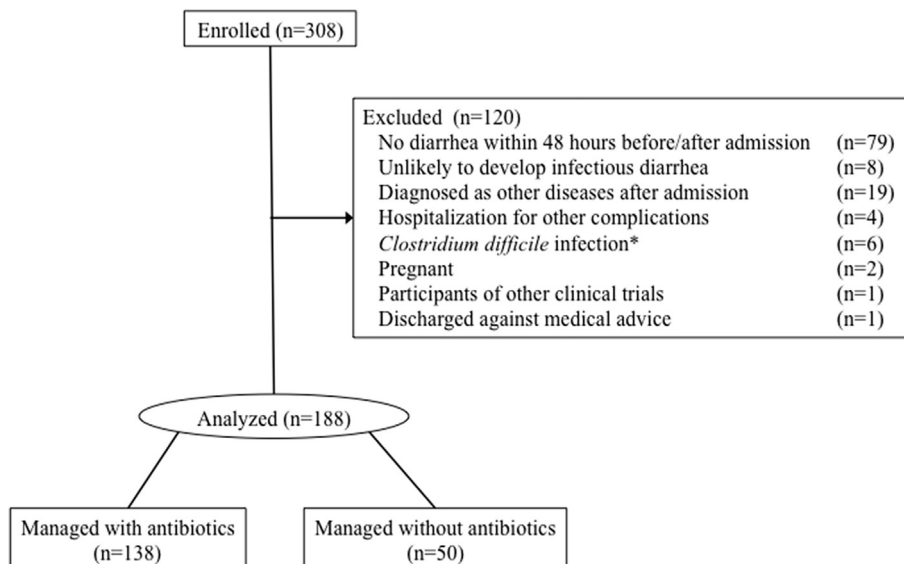 Enrolled (n=308)
Excluded (n=120)
No diarrhea within 48 hours before/after admission (n=79)
Unlikely to develop infectious diarrhea (n=8)
Diagnosed as other diseases after admission (n=19)
Hospitalization for other complications (n=4)
Clostridium difficile infection* (n=6)
Pregnant (n=2)
Participants of other clinical trials (n=1)
Discharged against medical advice (n=1)
Analyzed (n=188)
Managed with antibiotics
(n=138)
Managed without antibiotics
(n=50)